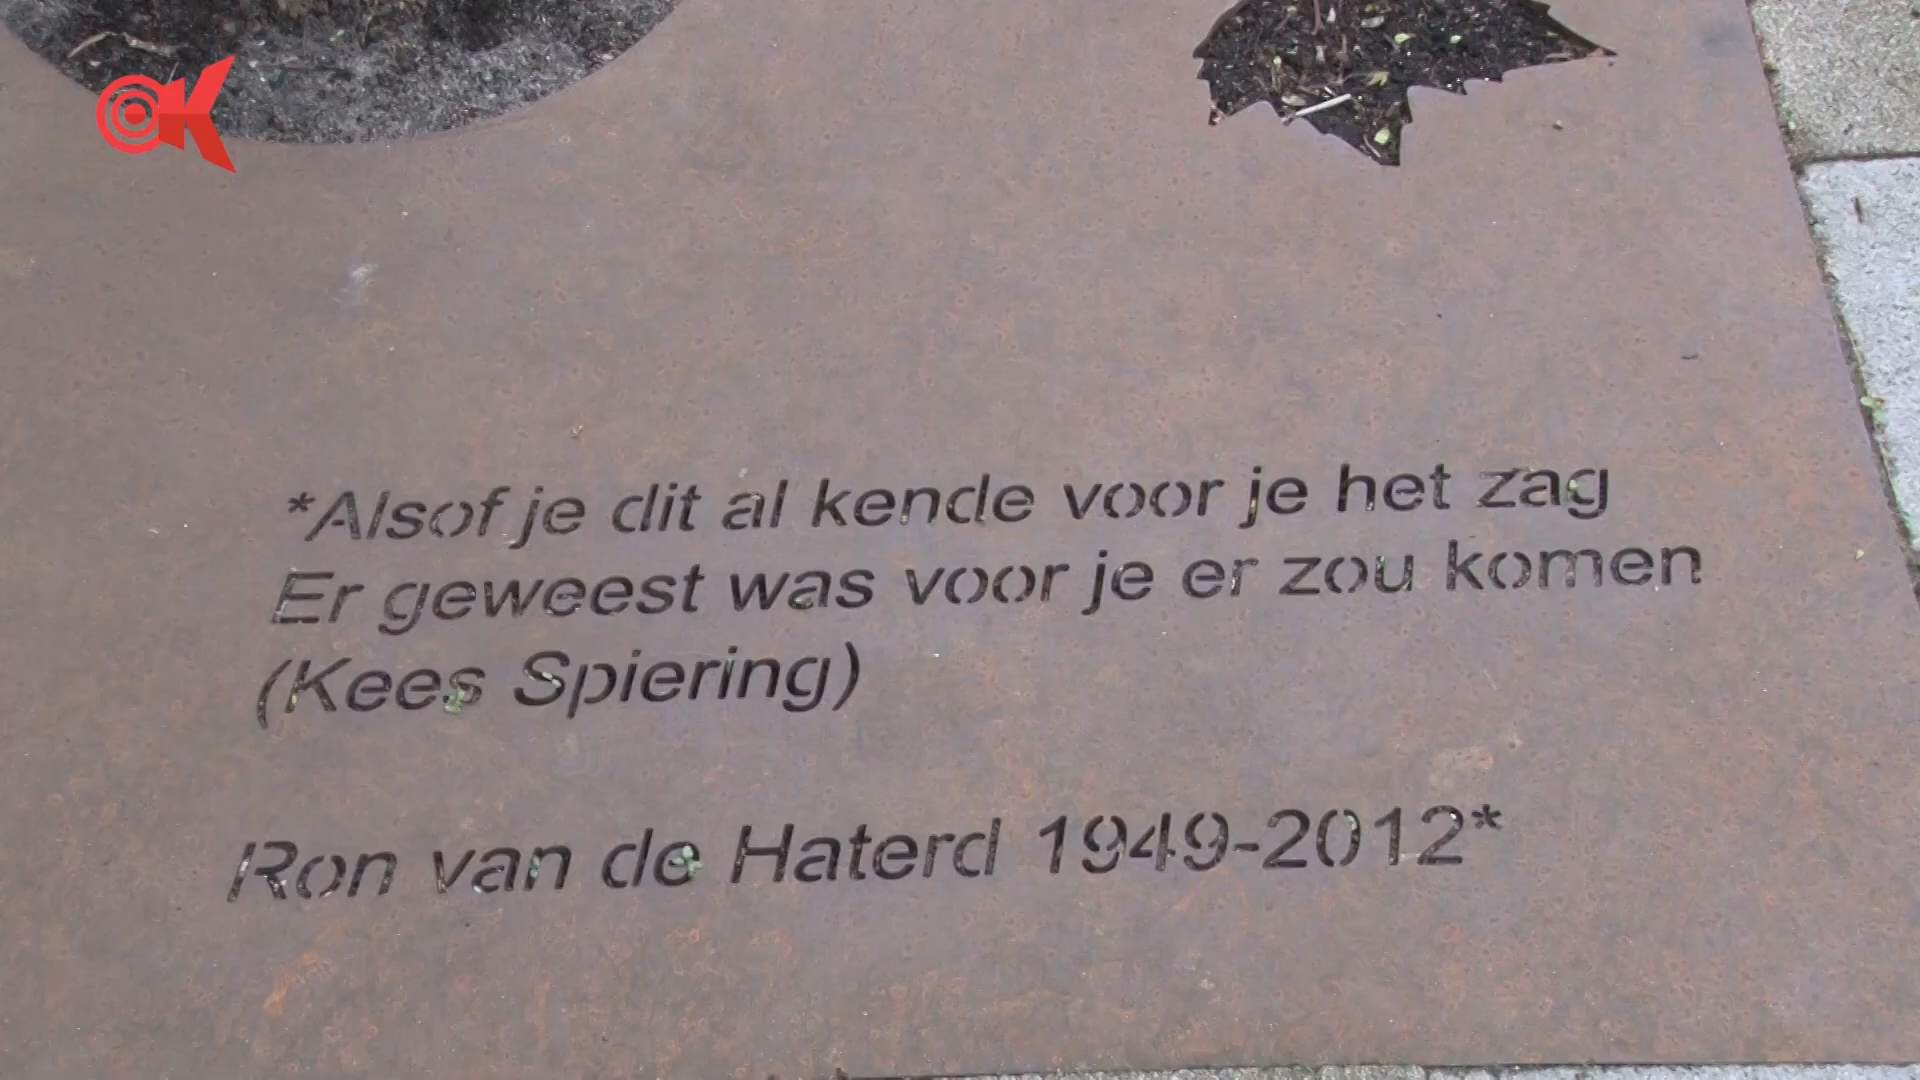 OK
*Alsof je dit al kende voor je het zag
Er geweest was voor je er zou komen
(Kees Spiering)
Ron van de Haterd 1949-2012*